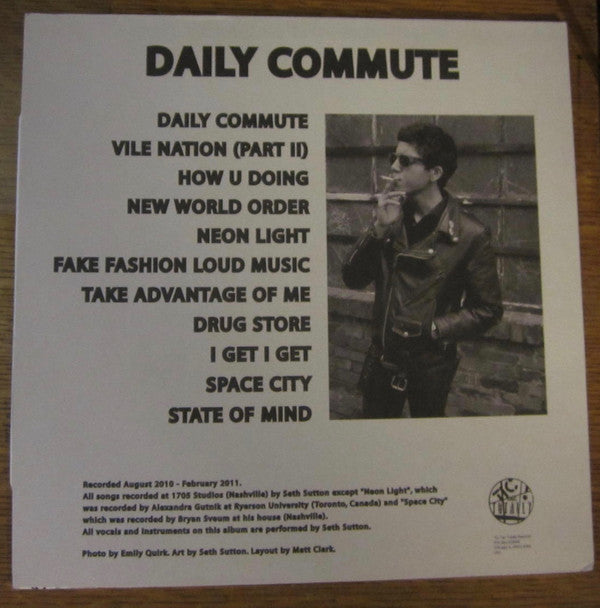 DAILY COMMUTE
DAILY COMMUTE
VILE NATION (PART II)
HOW U DOING
NEW WORLD ORDER
NEON LIGHT
FAKE FASHION LOUD MUSIC
TAKE ADVANTAGE OF ME
DRUG STORE
I GET I GET
SPACE CITY
STATE OF MIND
Recorded August 2010 - February 2011.
All songs recorded at 1705 Studios (Nashville) by Seth Sutton except "Neon Light", which
was recorded by Alexandra Gutnik at Ryerson University (Toronto, Canada) and "Space City"
which was recorded by Bryan Sveum at his house (Nashville).
All vocals and instruments on this album are performed by Seth Sutton.
Photo by Emily Quirk. Art by Seth Sutton. Layout by Matt Clark.
TOTALLY